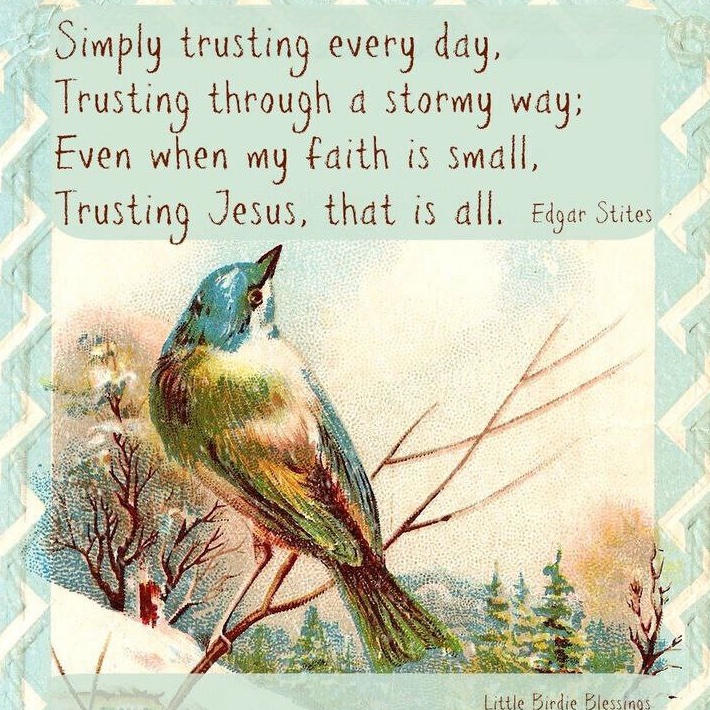 Simply trusting every day,
Trusting through a stormy way;
Even when my faith is small,
Trusting Jesus, that is all. Edgar Stites
Little Birdie Blessings